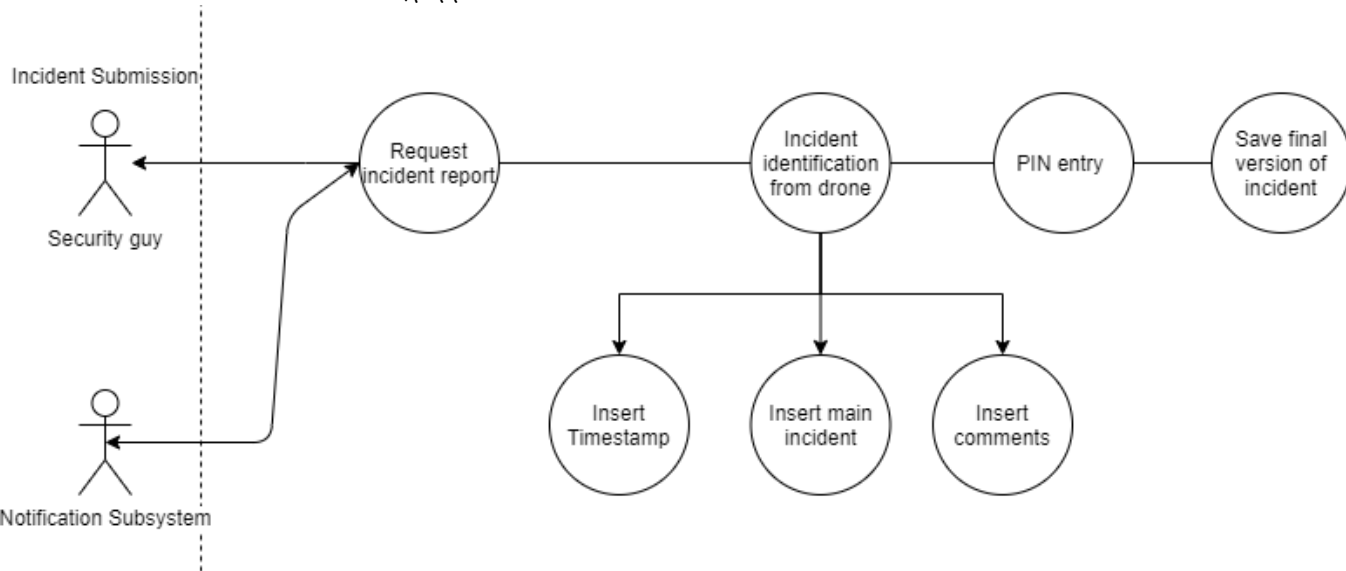 Incident Submission
Security guy
Request
incident report
Incident
identification
from drone
PIN entry
Save final
version of
incident
Insert
Timestamp
Insert main
incident
Insert
comments
Notification Subsystem